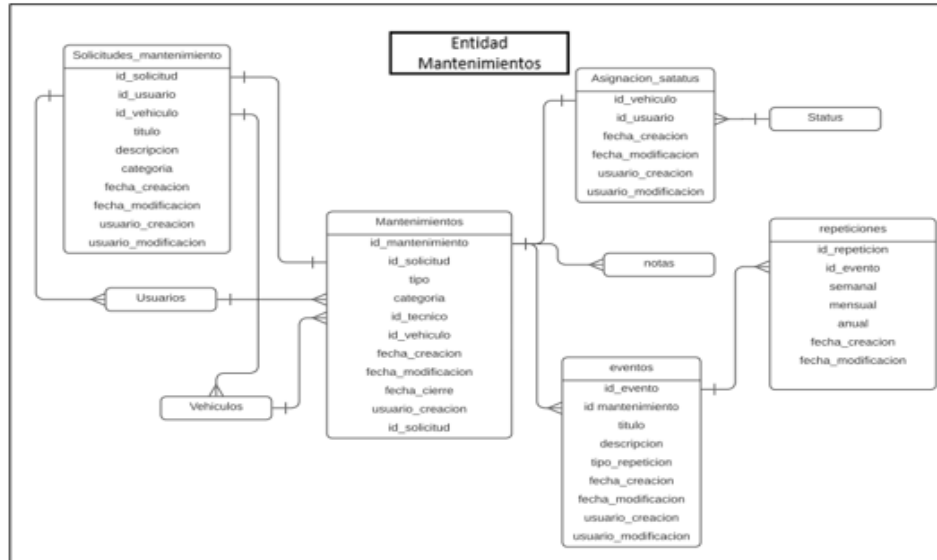 Entidad
Mantenimientos
Solicitudes_mantenimiento
id_solicitud
id_usuario
id_vehiculo
titulo
descripcion
categoria
fecha_creacion
fecha_modificacion
usuario_creacion
usuario_modificacion
Asignacion_satatus
id_vehiculo
id_usuario
fecha_creacion
fecha_modificacion
usuario_creacion
usuario_modificacion
Status
Mantenimientos
id_mantenimiento
id_solicitud
tipo
categoria
id_tecnico
id_vehiculo
fecha_creacion
fecha_modificacion
fecha_cierre
usuario_creacion
id_solicitud
notas
repeticiones
id_repeticion
id_evento
semanal
mensual
anual
fecha_creacion
fecha_modificacion
Usuarios
Vehiculos
eventos
id_evento
id mantenimiento
titulo
descripcion
tipo_repeticion
fecha_creacion
fecha_modificacion
usuario_creacion
usuario_modificacion